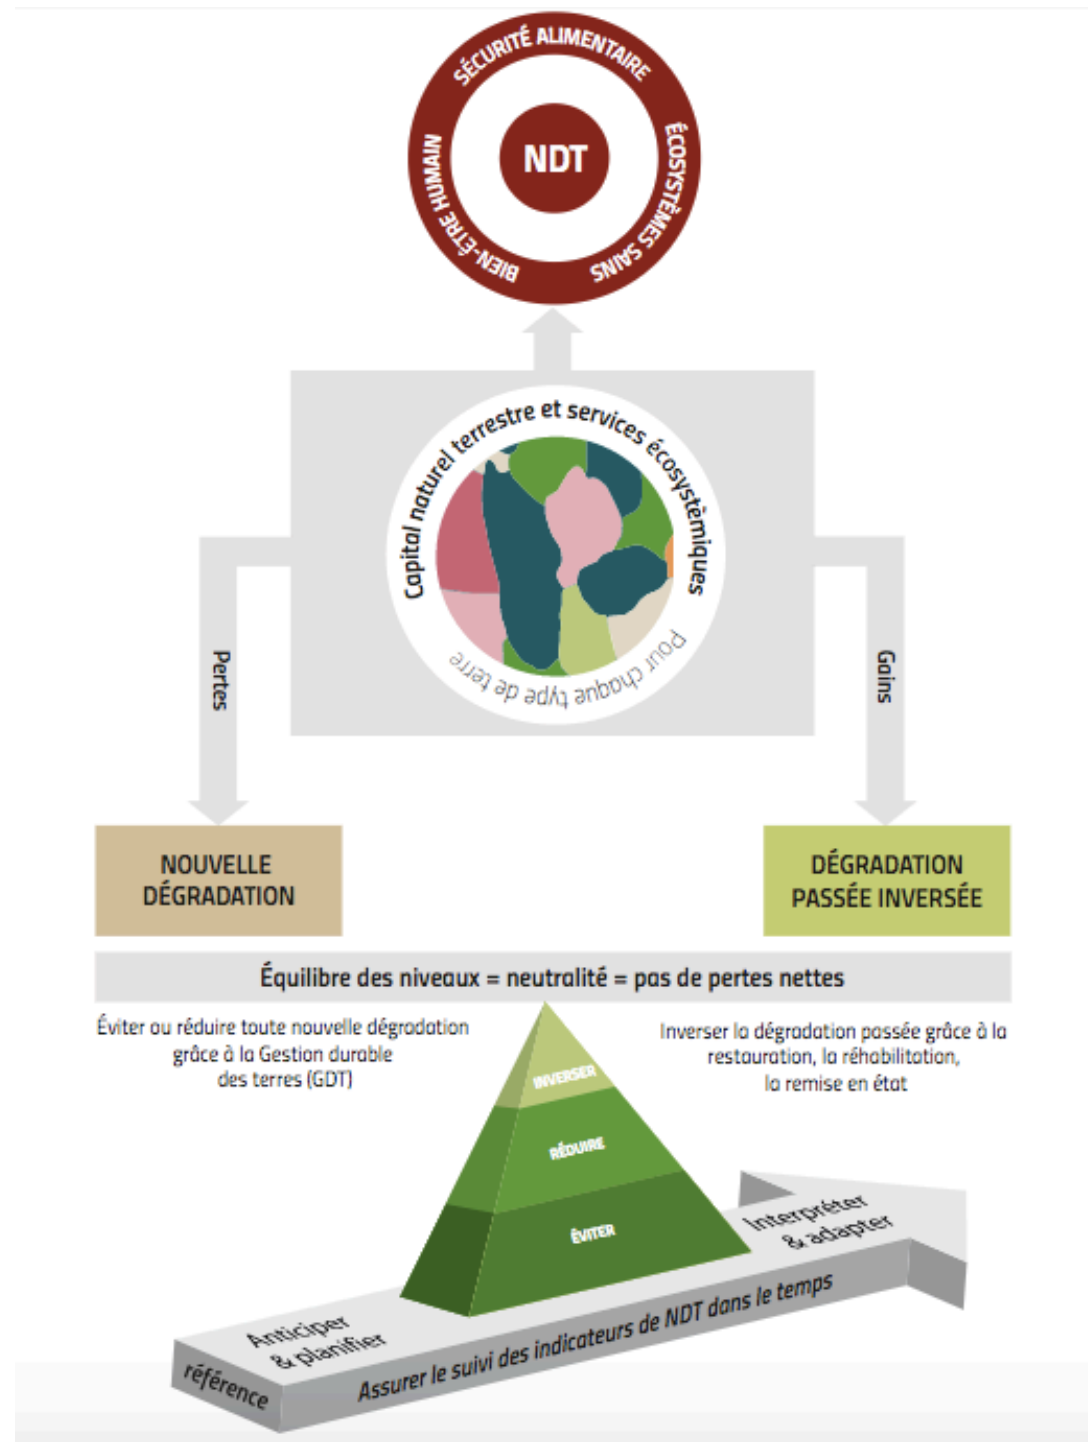 SÉCURITÉ ALIMENTAIRE
BIEN-ÊTRE HUMAIN
NDT
ÉCOSYSTÈMES SAINS
Capital naturel terrestre et services écosystémiques
Pour chaque type de terre
Pertes
Gains
NOUVELLE
DÉGRADATION
DÉGRADATION
PASSÉE INVERSÉE
Équilibre des niveaux = neutralité = pas de pertes nettes
Éviter ou réduire toute nouvelle dégradation
grâce à la Gestion durable
des terres (GDT)
Inverser la dégradation passée grâce à la
restauration, la réhabilitation,
la remise en état
INVERSER
RÉDUIRE
ÉVITER
Anticiper
& planifier
Interpréter
& adapter
référence
Assurer le suivi des indicateurs de NDT dans le temps